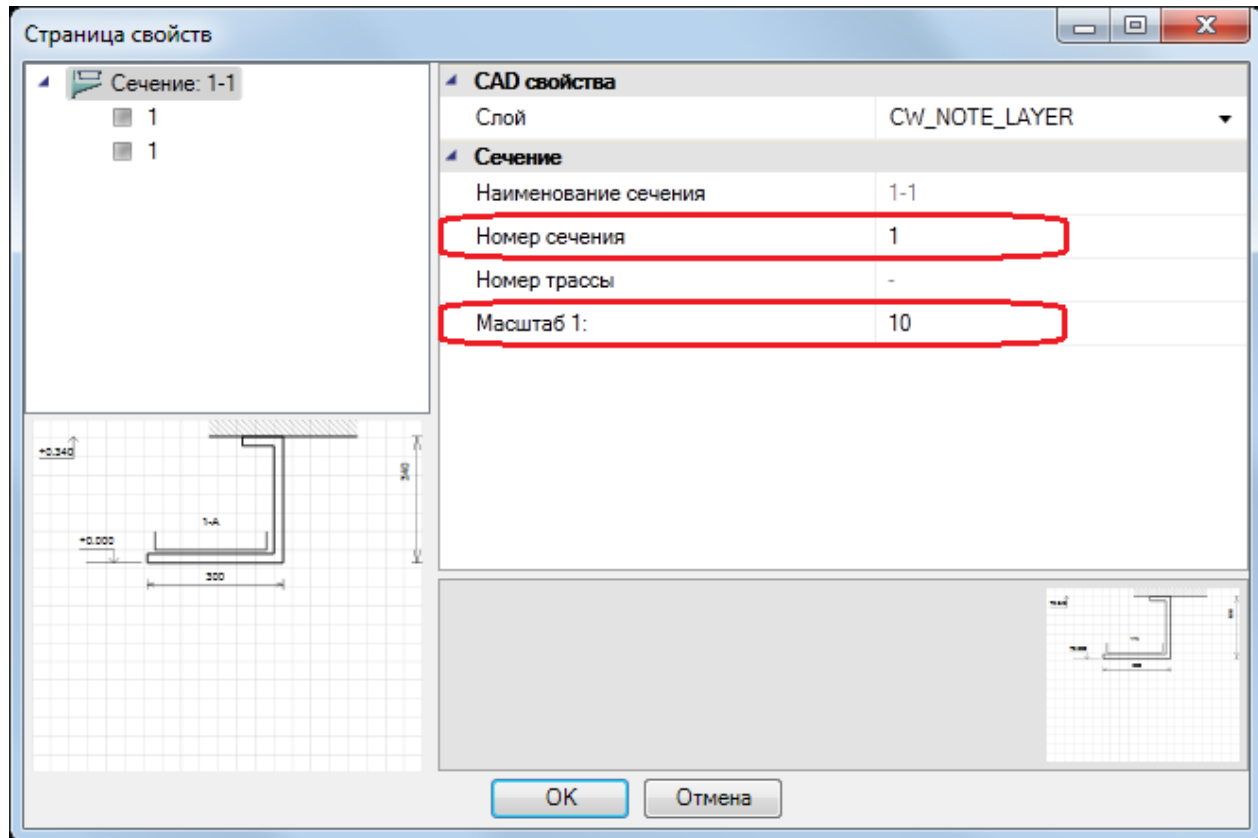 Страница свойств
Сечение: 1-1
1
1
CAD свойства
Слой CW_NOTE_LAYER
Сечение
Наименование сечения 1-1
Номер сечения 1
Номер трассы -
Масштаб 1: 10
+0.340
340
1-A
+0.000
300
OK Отмена